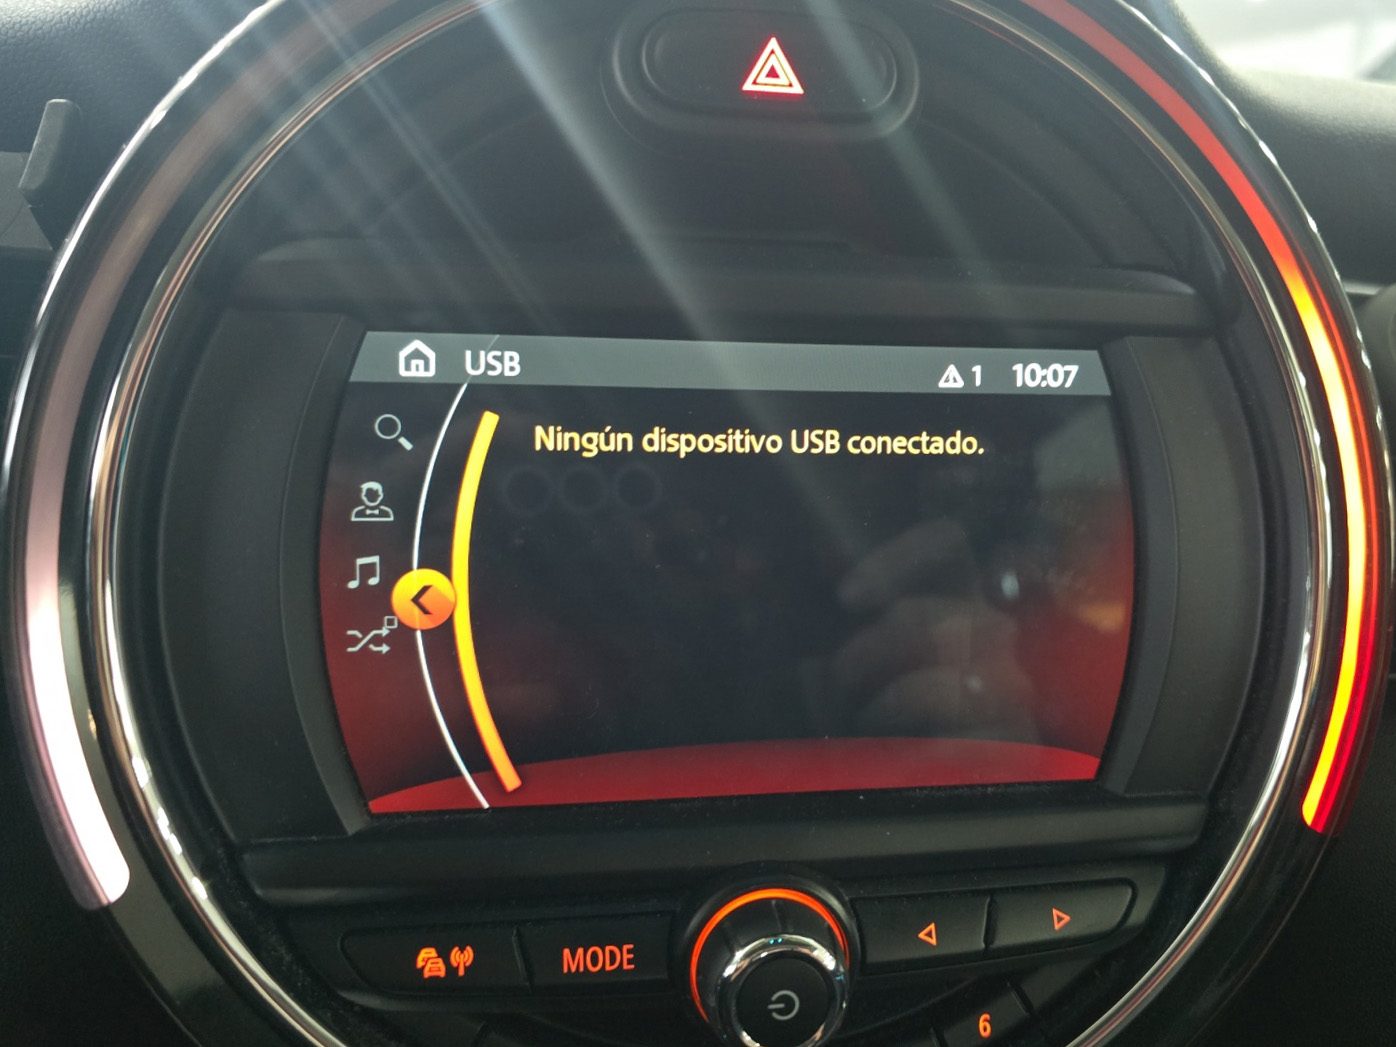 USB
1 10:07
Ningún dispositivo USB conectado.
MODE
6